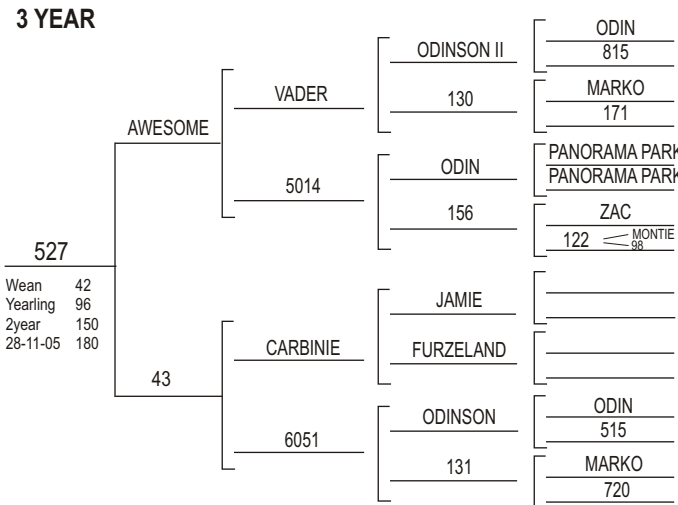 3 YEAR
ODIN
815
ODINSON II
MARKO
171
130
VADER
AWESOME
PANORAMA PARK
PANORAMA PARK
ODIN
5014
156
ZAC
122 MONTIE
98
527
Wean 42
Yearling 96
2year 150
28-11-05 180
JAMIE
CARBINIE
FURZELAND
43
ODIN
515
ODINSON
6051
131
MARKO
720